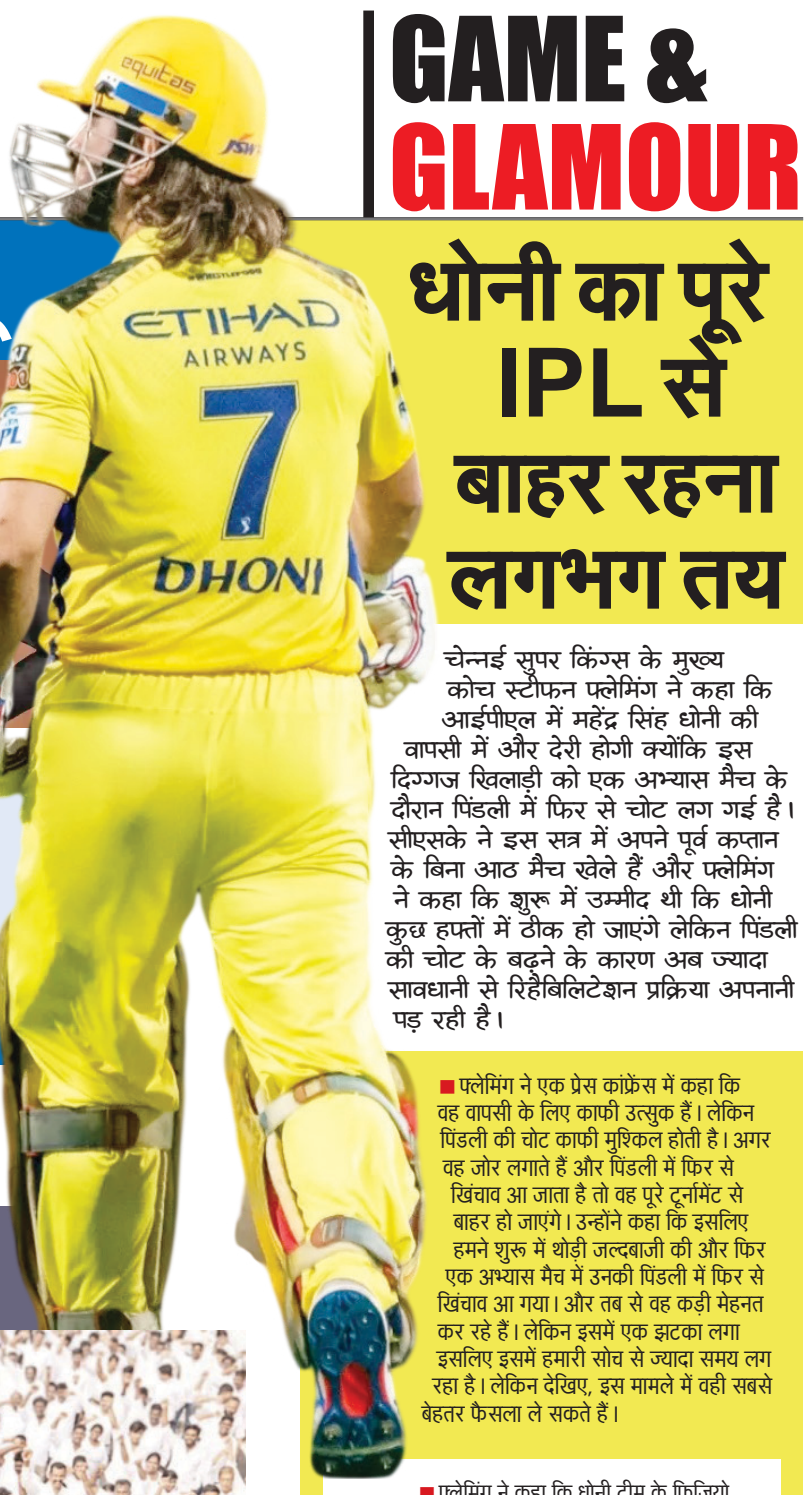 GAME &
GLAMOUR
equitas
JSW
#WHISTLEPODU
ETIHAD
AIRWAYS
7
DHONI
धोनी का पूरे
IPL से
बाहर रहना
लगभग तय
चेन्नई सुपर किंग्स के मुख्य
कोच स्टीफन फ्लेमिंग ने कहा कि
आईपीएल में महेंद्र सिंह धोनी की
वापसी में और देरी होगी क्योंकि इस
दिग्गज खिलाड़ी को एक अभ्यास मैच के
दौरान पिंडली में फिर से चोट लग गई है।
सीएसके ने इस सत्र में अपने पूर्व कप्तान
के बिना आठ मैच खेले हैं और फ्लेमिंग
ने कहा कि शुरू में उम्मीद थी कि धोनी
कुछ हफ्तों में ठीक हो जाएंगे लेकिन पिंडली
की चोट के बढ़ने के कारण अब ज्यादा
सावधानी से रिहैबिलिटेशन प्रक्रिया अपनानी
पड़ रही है।
■ फ्लेमिंग ने एक प्रेस कांफ्रेंस में कहा कि
वह वापसी के लिए काफी उत्सुक हैं। लेकिन
पिंडली की चोट काफी मुश्किल होती है। अगर
वह जोर लगाते हैं और पिंडली में फिर से
खिंचाव आ जाता है तो वह पूरे टूर्नामेंट से
बाहर हो जाएंगे। उन्होंने कहा कि इसलिए
हमने शुरू में थोड़ी जल्दबाजी की और फिर
एक अभ्यास मैच में उनकी पिंडली में फिर से
खिंचाव आ गया। और तब से वह कड़ी मेहनत
कर रहे हैं। लेकिन इसमें एक झटका लगा
इसलिए इसमें हमारी सोच से ज्यादा समय लग
रहा है। लेकिन देखिए, इस मामले में वही सबसे
बेहतर फैसला ले सकते हैं।
■ फ्लेमिंग ने कहा कि धोनी टीम के फिजियो